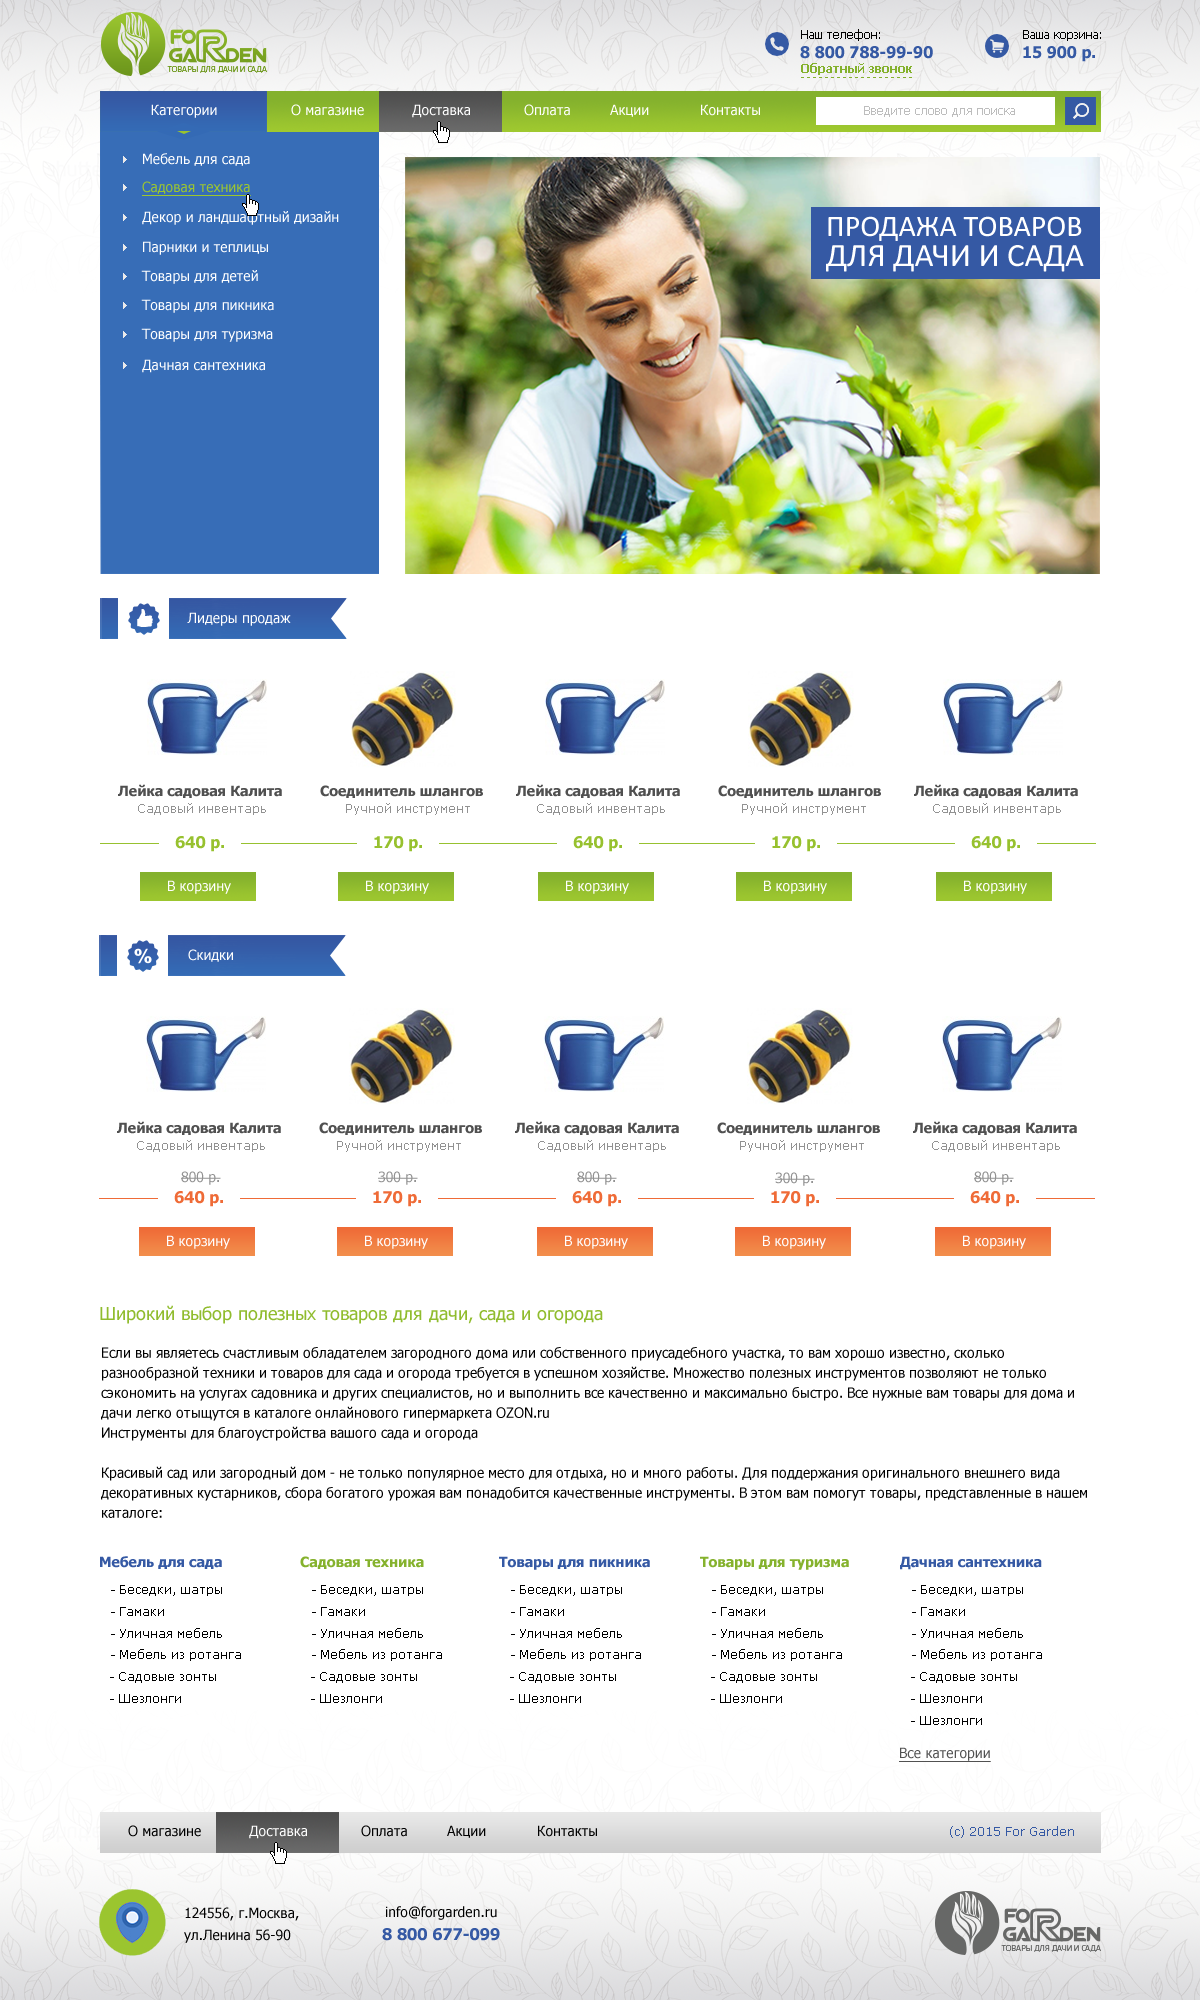 FOR
GARDEN
ТОВАРЫ ДЛЯ ДАЧИ И САДА
Наш телефон:
8 800 788-99-90
Обратный звонок
Ваша корзина:
15 900 р.
Категории
О магазине
Доставка
Оплата
Акции
Контакты
Введите слово для поиска
Мебель для сада
Садовая техника
Декор и ландшафтный дизайн
Парники и теплицы
Товары для детей
Товары для пикника
Товары для туризма
Дачная сантехника
ПРОДАЖА ТОВАРОВ
ДЛЯ ДАЧИ И САДА
Лидеры продаж
Лейка садовая Калита
Садовый инвентарь
640 р.
В корзину
Соединитель шлангов
Ручной инструмент
170 р.
В корзину
Лейка садовая Калита
Садовый инвентарь
640 р.
В корзину
Соединитель шлангов
Ручной инструмент
170 р.
В корзину
Лейка садовая Калита
Садовый инвентарь
640 р.
В корзину
%
Скидки
Лейка садовая Калита
Садовый инвентарь
800 р.
640 р.
В корзину
Соединитель шлангов
Ручной инструмент
300 р.
170 р.
В корзину
Лейка садовая Калита
Садовый инвентарь
800 р.
640 р.
В корзину
Соединитель шлангов
Ручной инструмент
300 р.
170 р.
В корзину
Лейка садовая Калита
Садовый инвентарь
800 р.
640 р.
В корзину
Широкий выбор полезных товаров для дачи, сада и огорода
Если вы являетесь счастливым обладателем загородного дома или собственного приусадебного участка, то вам хорошо известно, сколько
разнообразной техники и товаров для сада и огорода требуется в успешном хозяйстве. Множество полезных инструментов позволяют не только
сэкономить на услугах садовника и других специалистов, но и выполнить все качественно и максимально быстро. Все нужные вам товары для дома и
дачи легко отыщутся в каталоге онлайнового гипермаркета OZON.ru
Инструменты для благоустройства вашого сада и огорода
Красивый сад или загородный дом - не только популярное место для отдыха, но и много работы. Для поддержания оригинального внешнего вида
декоративных кустарников, сбора богатого урожая вам понадобится качественные инструменты. В этом вам помогут товары, представленные в нашем
каталоге:
Мебель для сада
- Беседки, шатры
- Гамаки
- Уличная мебель
- Мебель из ротанга
- Садовые зонты
- Шезлонги
Садовая техника
- Беседки, шатры
- Гамаки
- Уличная мебель
- Мебель из ротанга
- Садовые зонты
- Шезлонги
Товары для пикника
- Беседки, шатры
- Гамаки
- Уличная мебель
- Мебель из ротанга
- Садовые зонты
- Шезлонги
Товары для туризма
- Беседки, шатры
- Гамаки
- Уличная мебель
- Мебель из ротанга
- Садовые зонты
- Шезлонги
Дачная сантехника
- Беседки, шатры
- Гамаки
- Уличная мебель
- Мебель из ротанга
- Садовые зонты
- Шезлонги
- Шезлонги
Все категории
О магазине
Доставка
Оплата
Акции
Контакты
(c) 2015 For Garden
124556, г.Москва,
ул.Ленина 56-90
info@forgarden.ru
8 800 677-099
FOR
GARDEN
ТОВАРЫ ДЛЯ ДАЧИ И САДА